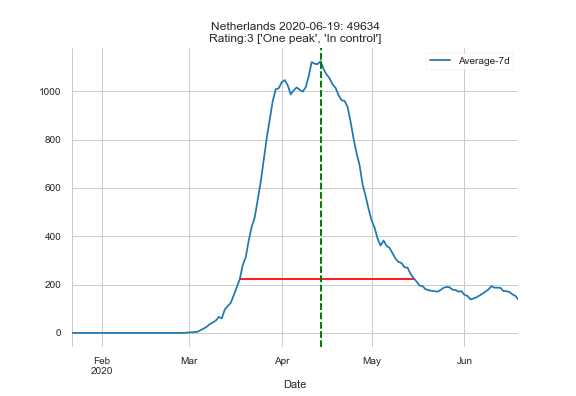 Netherlands 2020-06-19: 49634
Rating:3 ['One peak', 'In control']
Average-7d
1000
800
600
400
200
0
Feb
2020
Mar
Apr
May
Jun
Date